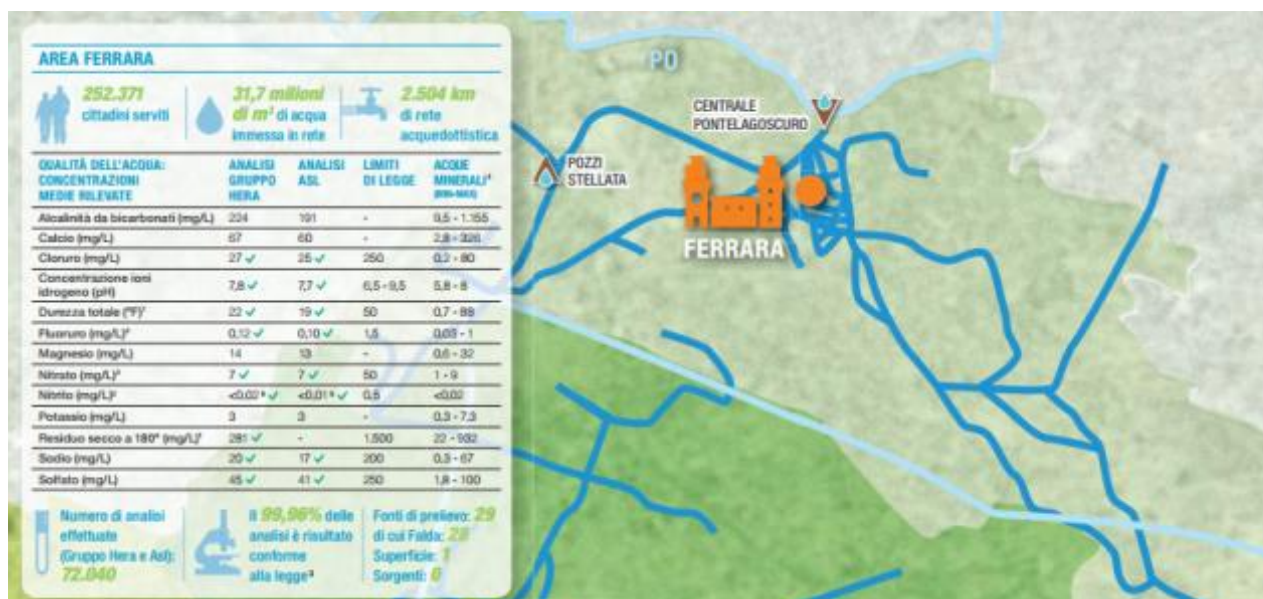 AREA FERRARA
252.371
cittadini serviti
31,7 milioni
di m³ di acqua
immessa in rete
2.504 km
di rete
acquedottistica
QUALITÀ DELL'ACQUA: CONCENTRAZIONI MEDIE RILEVATE ANALISI GRUPPO HERA ANALISI ASL LIMITI DI LEGGE ACQUE MINERALI
Alcalinità da bicarbonati (mg/L) 224 191 -
Calcio (mg/L) 67 60 - 2,8 - 326
Cloruro (mg/L) 27 ✓ 25 ✓ 250 0,2 - 80
Concentrazione ioni
idrogeno (pH) 7,8 ✓ 7,7 ✓ 6,5 - 9,5 5,8 - 8
Durezza totale (°F) 22 ✓ 19 ✓ 50 0,7 - 88
Fluoruro (mg/L) 0,12 ✓ 0,10 ✓ 1,5 0,03 - 1
Magnesio (mg/L) 14 13 - 0,6 - 32
Nitrato (mg/L) 7 ✓ 7 ✓ 50 1 - 9
Nitrito (mg/L) <0,02 ✓ <0,01 ✓ 0,5 <0,02
Potassio (mg/L) 3 3 - 0,3 - 7,3
Residuo secco a 180° (mg/L) 281 ✓ - 1.500 22 - 932
Sodio (mg/L) 20 ✓ 17 ✓ 200 0,3 - 67
Solfato (mg/L) 45 ✓ 41 ✓ 250 1,8 - 100
Numero di analisi
effettuate
(Gruppo Hera e Asl):
72.040
Il 99,96% delle
analisi è risultato
conforme
alla legge³
Fonti di prelievo: 29
di cui Falda: 28
Superficie: 1
Sorgenti: 0
PO
CENTRALE
PONTELAGOSCURO
POZZI
STELLATA
FERRARA